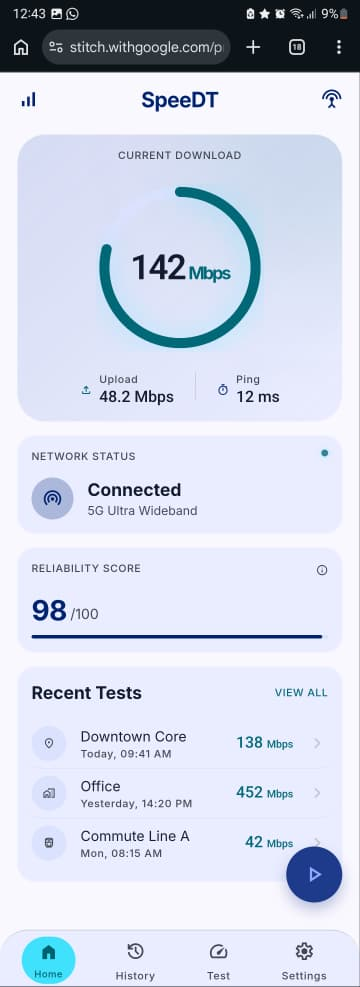 12:43
9%
stitch.withgoogle.com/p
18
SpeeDT
CURRENT DOWNLOAD
142 Mbps
Upload
48.2 Mbps
Ping
12 ms
NETWORK STATUS
Connected
5G Ultra Wideband
RELIABILITY SCORE
98 /100
Recent Tests
VIEW ALL
Downtown Core
Today, 09:41 AM
138 Mbps
Office
Yesterday, 14:20 PM
452 Mbps
Commute Line A
Mon, 08:15 AM
42 Mbps
Home
History
Test
Settings